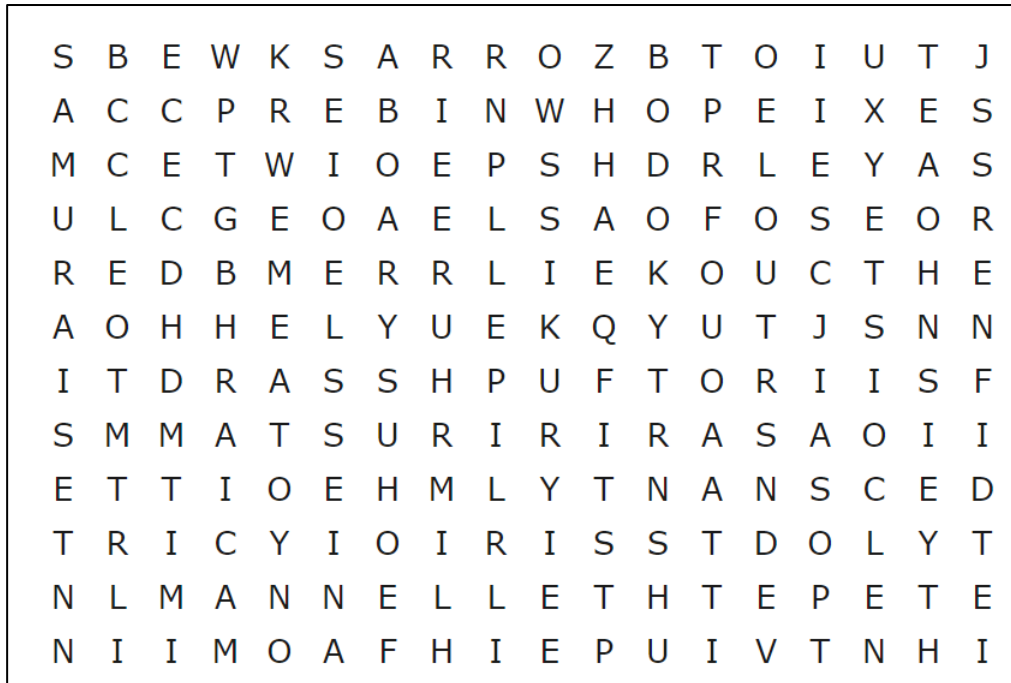 S B E W K S A R R O Z B T O I U T J
A C C P R E B I N W H O P E I X E S
M C E T W I O E P S H D R L E Y A S
U L C G E O A E L S A O F O S E O R
R E D B M E R R L I E K O U C T H E
A O H H E L Y U E K Q Y U T J S N N
I T D R A S S H P U F T O R I I S F
S M M A T S U R I R I R A S A O I I
E T T I O E H M L Y T N A N S C E D
T R I C Y I O I R I S S T D O L Y T
N L M A N N E L L E T H T E P E T E
N I I M O A F H I E P U I V T N H I